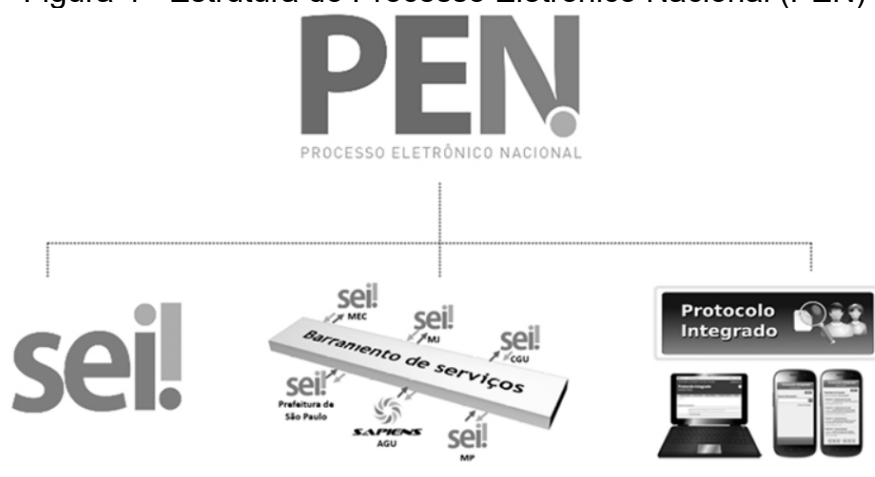 Figura 4 - Estrutura do Processo Eletrônico Nacional (PEN)
PEN
PROCESSO ELETRÔNICO NACIONAL
sei!
Barramento de serviços
sei!
MEC
sei!
MJ
sei!
CGU
sei!
Prefeitura de
São Paulo
SAPIENS
AGU
sei!
MP
Protocolo
Integrado